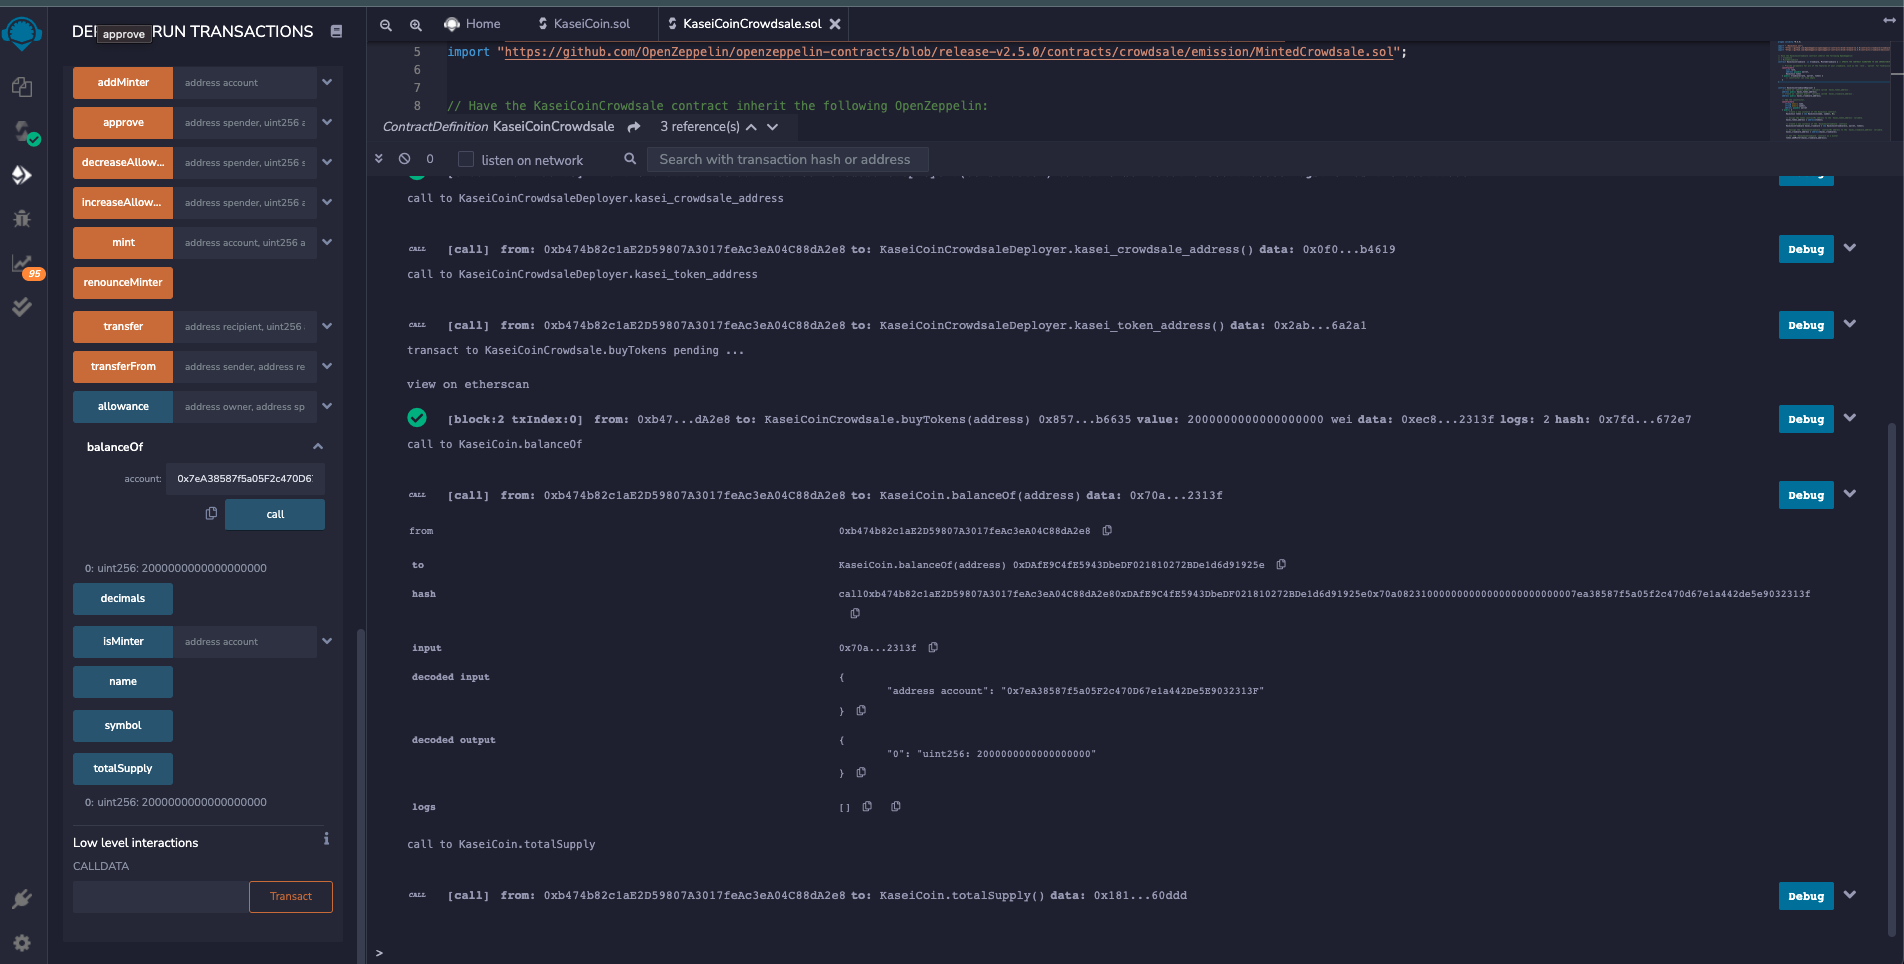 DE
approve
RUN TRANSACTIONS
addMinter
address account
approve
address spender, uint256 a
decreaseAllow...
address spender, uint256 s
increaseAllow...
address spender, uint256 a
mint
address account, uint256 a
renounceMinter
transfer
address recipient, uint256
transferFrom
address sender, address re
allowance
address owner, address sp
balanceOf
account:
0x7eA38587f5a05F2c470D6
call
0: uint256: 2000000000000000000
decimals
isMinter
address account
name
symbol
totalSupply
0: uint256: 2000000000000000000
Low level interactions
CALLDATA
Transact
95
Home
KaseiCoin.sol
KaseiCoinCrowdsale.sol
5 import "https://github.com/OpenZeppelin/openzeppelin-contracts/blob/release-v2.5.0/contracts/crowdsale/emission/MintedCrowdsale.sol";
6
7
8 // Have the KaseiCoinCrowdsale contract inherit the following OpenZeppelin:
ContractDefinition KaseiCoinCrowdsale 3 reference(s)
0 listen on network Search with transaction hash or address
call to KaseiCoinCrowdsaleDeployer.kasei_crowdsale_address
CALL [call] from: 0xb474b82c1aE2D59807A3017feAc3eA04C88dA2e8 to: KaseiCoinCrowdsaleDeployer.kasei_crowdsale_address() data: 0x0f0...b4619 Debug
call to KaseiCoinCrowdsaleDeployer.kasei_token_address
CALL [call] from: 0xb474b82c1aE2D59807A3017feAc3eA04C88dA2e8 to: KaseiCoinCrowdsaleDeployer.kasei_token_address() data: 0x2ab...6a2a1 Debug
transact to KaseiCoinCrowdsale.buyTokens pending ...
view on etherscan
[block:2 txIndex:0] from: 0xb47...dA2e8 to: KaseiCoinCrowdsale.buyTokens(address) 0x857...b6635 value: 2000000000000000000 wei data: 0xec8...2313f logs: 2 hash: 0x7fd...672e7 Debug
call to KaseiCoin.balanceOf
CALL [call] from: 0xb474b82c1aE2D59807A3017feAc3eA04C88dA2e8 to: KaseiCoin.balanceOf(address) data: 0x70a...2313f Debug
from 0xb474b82c1aE2D59807A3017feAc3eA04C88dA2e8
to KaseiCoin.balanceOf(address) 0xDAfE9C4fE5943DbeDF021810272BDe1d6d91925e
hash call0xb474b82c1aE2D59807A3017feAc3eA04C88dA2e80xDAfE9C4fE5943DbeDF021810272BDe1d6d91925e0x70a082310000000000000000000000007ea38587f5a05f2c470d67e1a442de5e9032313f
input 0x70a...2313f
decoded input {
"address account": "0x7eA38587f5a05F2c470D67e1a442De5E9032313F"
}
decoded output {
"0": "uint256: 2000000000000000000"
}
logs []
call to KaseiCoin.totalSupply
CALL [call] from: 0xb474b82c1aE2D59807A3017feAc3eA04C88dA2e8 to: KaseiCoin.totalSupply() data: 0x181...60ddd Debug
>